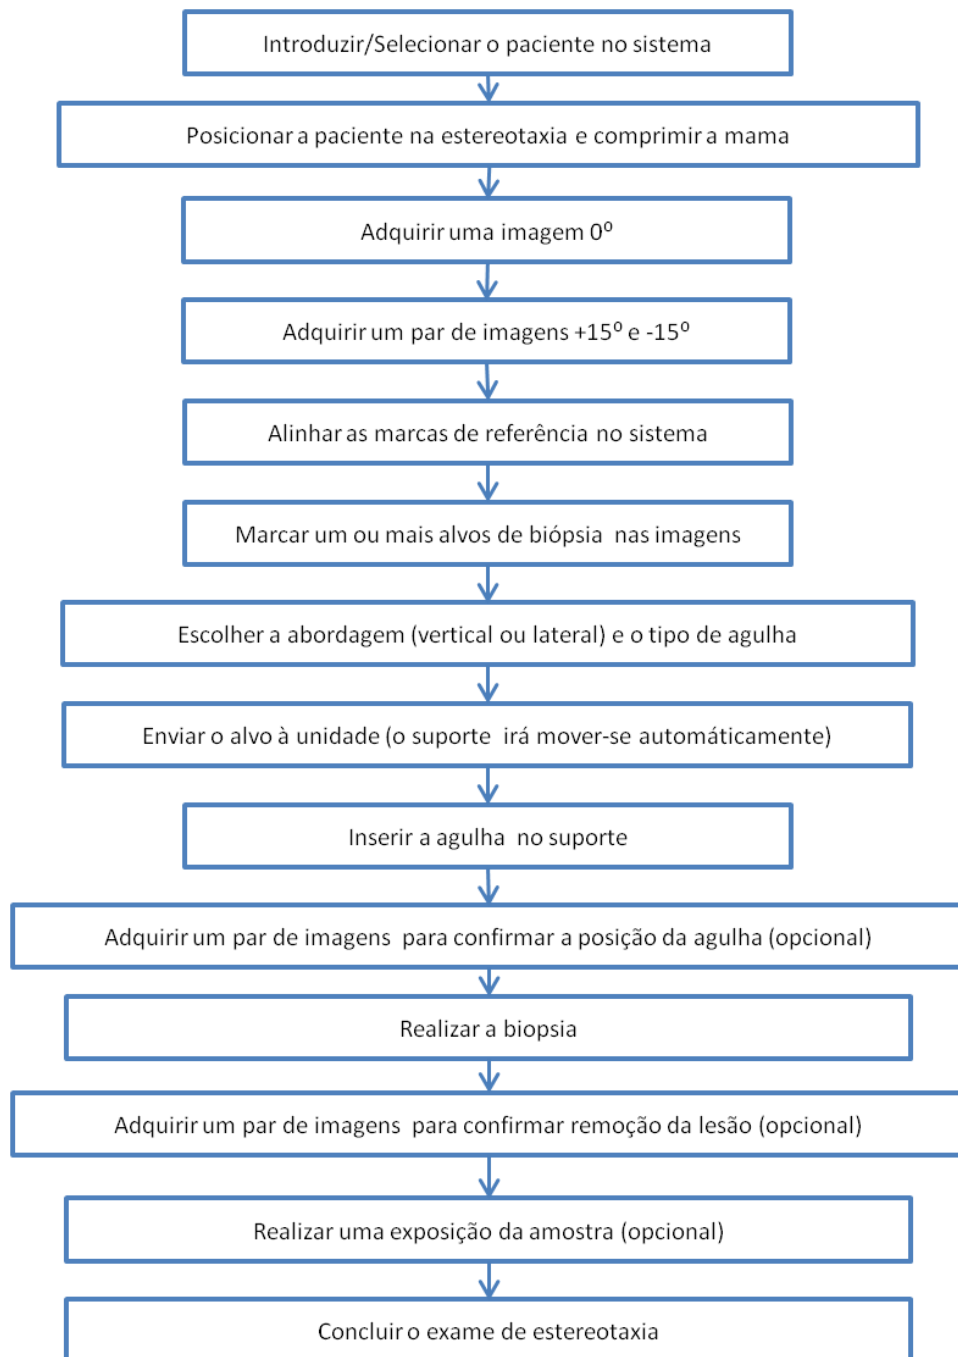 Introduzir/Selecionar o paciente no sistema
Posicionar a paciente na estereotaxia e comprimir a mama
Adquirir uma imagem 0º
Adquirir um par de imagens +15º e -15º
Alinhar as marcas de referência no sistema
Marcar um ou mais alvos de biópsia nas imagens
Escolher a abordagem (vertical ou lateral) e o tipo de agulha
Enviar o alvo à unidade (o suporte irá mover-se automáticamente)
Inserir a agulha no suporte
Adquirir um par de imagens para confirmar a posição da agulha (opcional)
Realizar a biopsia
Adquirir um par de imagens para confirmar remoção da lesão (opcional)
Realizar uma exposição da amostra (opcional)
Concluir o exame de estereotaxia